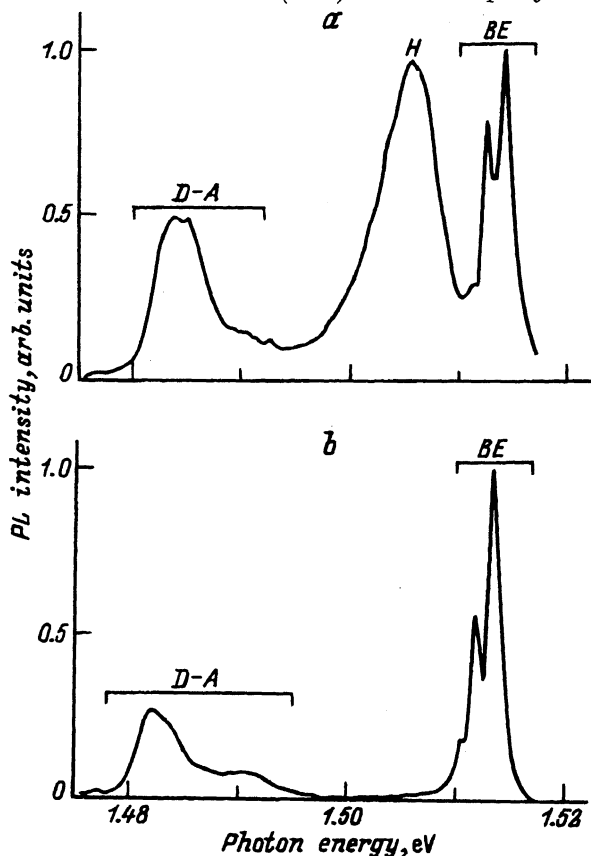 a
1.0
H
BE
D-A
0.5
0
PL intensity, arb. units
b
1.0
BE
0.5
D-A
0
1.48
1.50
1.52
Photon energy, eV